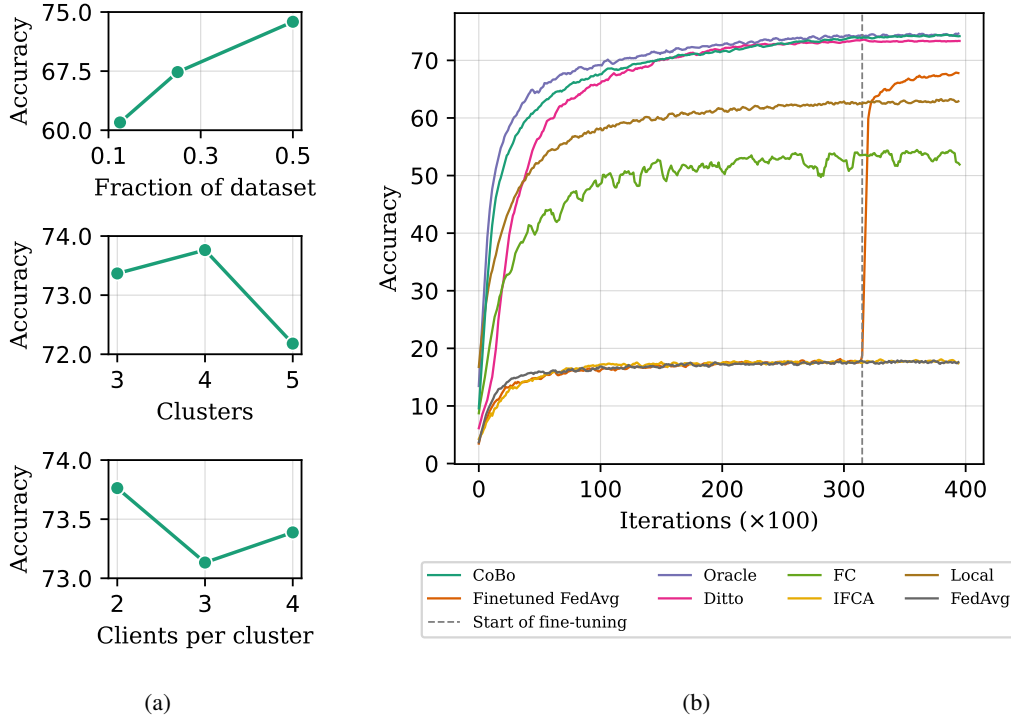 75.0
67.5
60.0
Accuracy
0.1
0.3
0.5
Fraction of dataset
74.0
73.0
72.0
Accuracy
3
4
5
Clusters
74.0
73.5
73.0
Accuracy
2
3
4
Clients per cluster
(a)
70
60
50
40
30
20
10
0
Accuracy
0
100
200
300
400
Iterations (×100)
CoBo
Oracle
FC
Local
Finetuned FedAvg
Ditto
IFCA
FedAvg
Start of fine-tuning
(b)